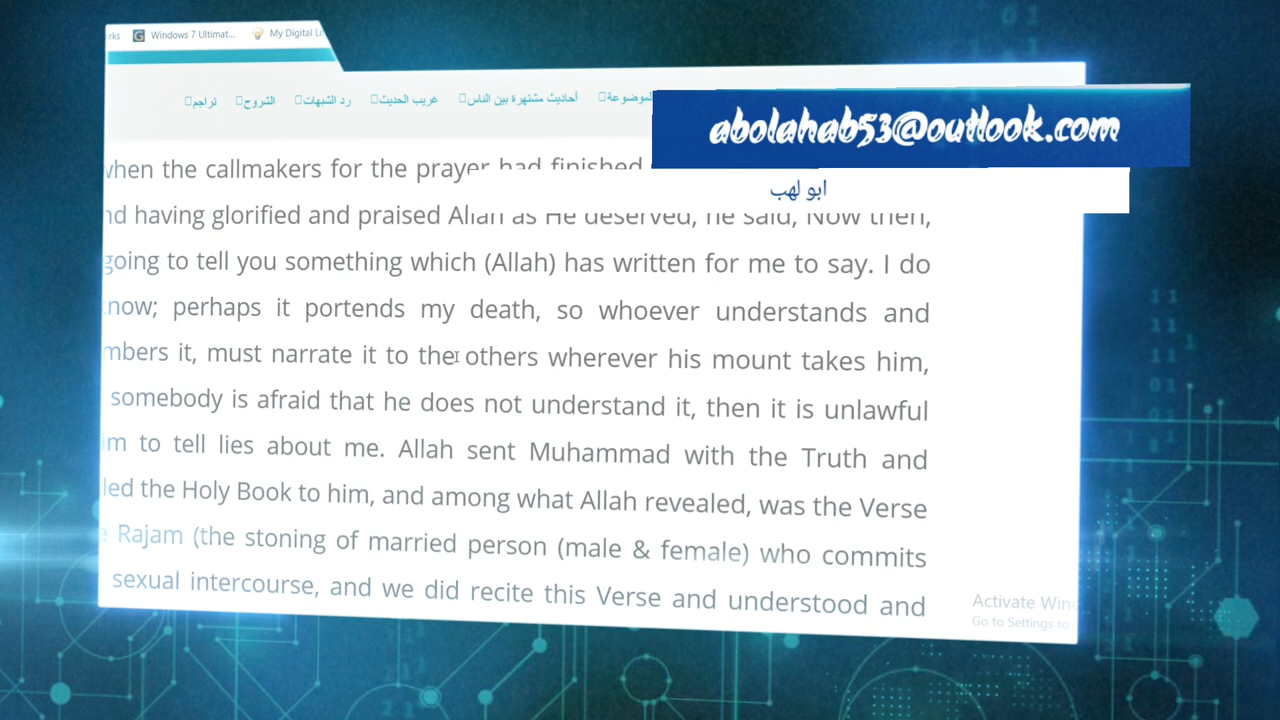 rks Windows 7 Ultimat... My Digital Li
الموضوعة أحاديث مشتهرة بين الناس غريب الحديث رد الشبهات الشروح تراجم
abolahab53@outlook.com
ابو لهب
when the callmakers for the prayer had finished
nd having glorified and praised Allah as He deserved, he said, Now then,
going to tell you something which (Allah) has written for me to say. I do
now; perhaps it portends my death, so whoever understands and
mbers it, must narrate it to the others wherever his mount takes him,
somebody is afraid that he does not understand it, then it is unlawful
im to tell lies about me. Allah sent Muhammad with the Truth and
led the Holy Book to him, and among what Allah revealed, was the Verse
e Rajam (the stoning of married person (male & female) who commits
sexual intercourse, and we did recite this Verse and understood and
Activate Wind
Go to Settings to